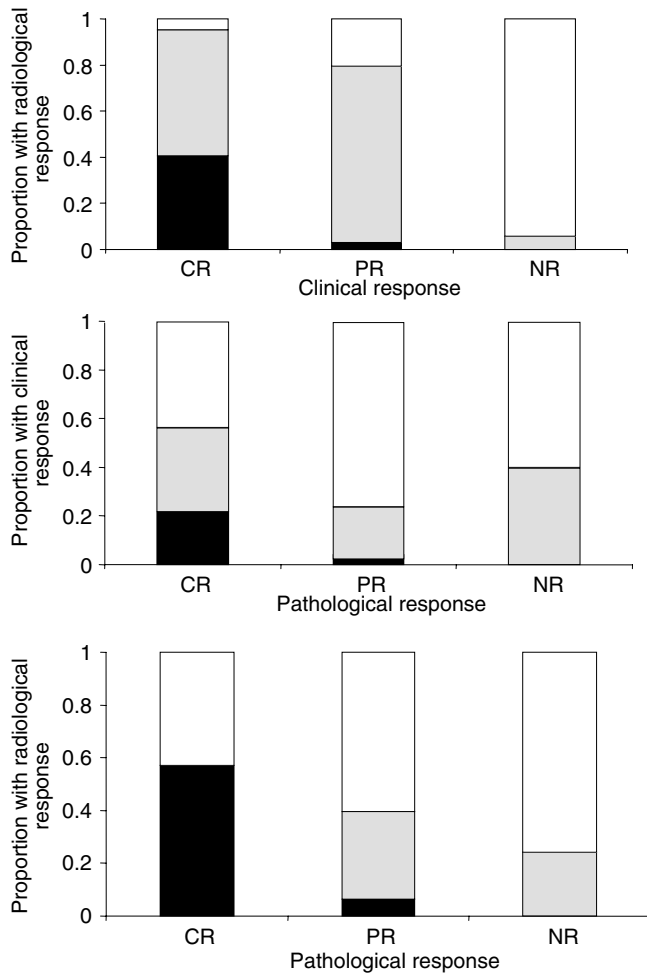 Proportion with radiological
response
1
0.8
0.6
0.4
0.2
0
CR PR NR
Clinical response
Proportion with clinical
response
1
0.8
0.6
0.4
0.2
0
CR PR NR
Pathological response
Proportion with radiological
response
1
0.8
0.6
0.4
0.2
0
CR PR NR
Pathological response